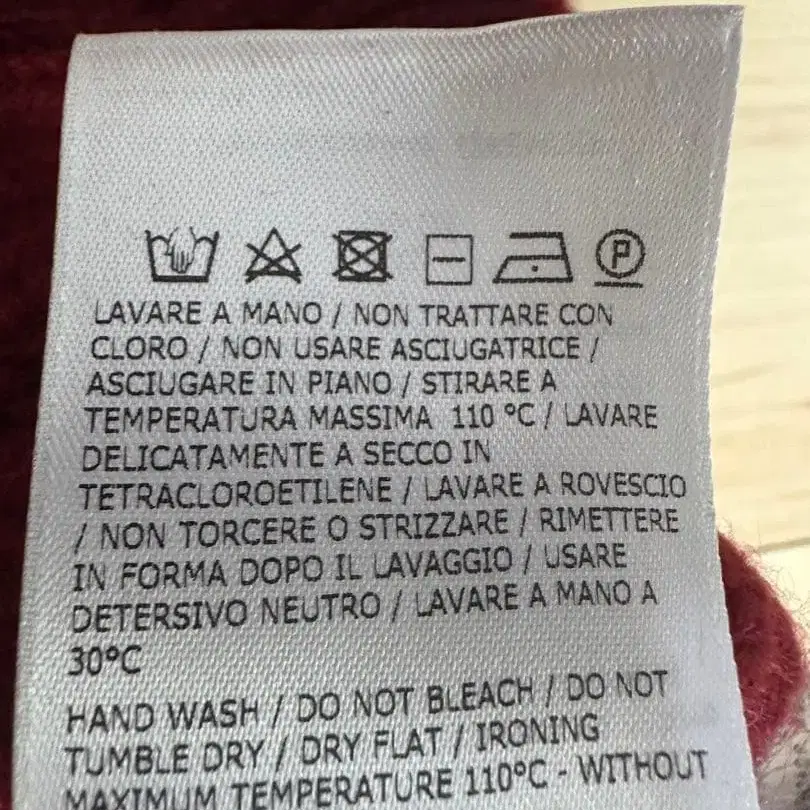 P
LAVARE A MANO / NON TRATTARE CON
CLORO / NON USARE ASCIUGATRICE /
ASCIUGARE IN PIANO / STIRARE A
TEMPERATURA MASSIMA 110 °C / LAVARE
DELICATAMENTE A SECCO IN
TETRACLOROETILENE / LAVARE A ROVESCIO
/ NON TORCERE O STRIZZARE / RIMETTERE
IN FORMA DOPO IL LAVAGGIO / USARE
DETERSIVO NEUTRO / LAVARE A MANO A
30°C
HAND WASH / DO NOT BLEACH / DO NOT
TUMBLE DRY / DRY FLAT / IRONING
MAXIMUM TEMPERATURE 110°C - WITHOUT